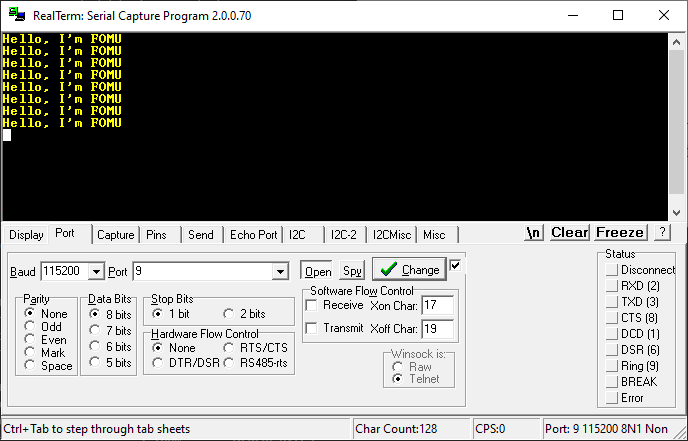 RealTerm: Serial Capture Program 2.0.0.70
Hello, I'm FOMU
Hello, I'm FOMU
Hello, I'm FOMU
Hello, I'm FOMU
Hello, I'm FOMU
Hello, I'm FOMU
Hello, I'm FOMU
Hello, I'm FOMU
Display Port Capture Pins Send Echo Port I2C I2C-2 I2CMisc Misc \n Clear Freeze ?
Baud 115200 Port 9 Open Spy Change
Parity
None
Odd
Even
Mark
Space
Data Bits
8 bits
7 bits
6 bits
5 bits
Stop Bits
1 bit 2 bits
Hardware Flow Control
None RTS/CTS
DTR/DSR RS485-rts
Software Flow Control
Receive Xon Char: 17
Transmit Xoff Char: 19
Winsock is:
Raw
Telnet
Status
Disconnect
RXD (2)
TXD (3)
CTS (8)
DCD (1)
DSR (6)
Ring (9)
BREAK
Error
Ctrl+Tab to step through tab sheets Char Count:128 CPS:0 Port: 9 115200 8N1 Non